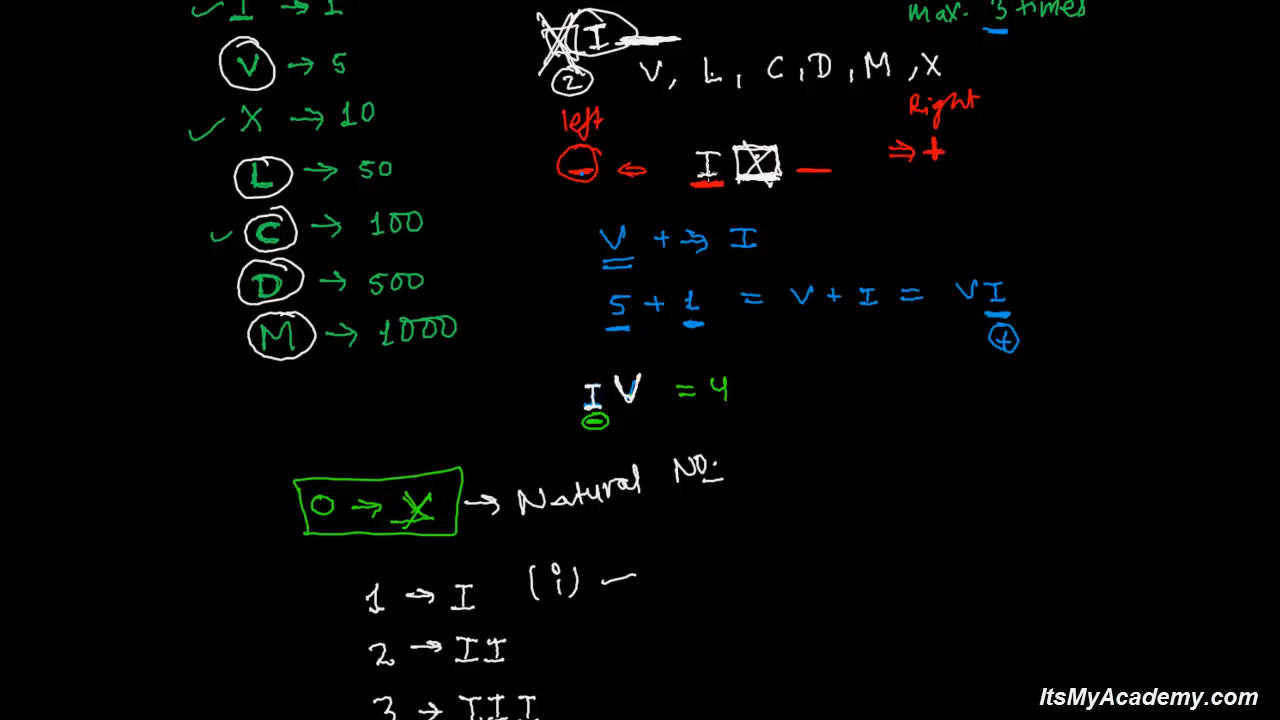 ✓ I → I
max. 3 times
X I —
V → 5
2
V, L, C, D, M, X
✓ X → 10
left
Right
L → 50
- ⇐ I X —
⇒ +
✓ C → 100
V + ⇒ I
D → 500
5 + 1 = V + I = VI
+
M → 1000
IV = 4
-
0 → X → Natural NO.
1 → I (i) –
2 → II
3 → III
ItsMyAcademy.com